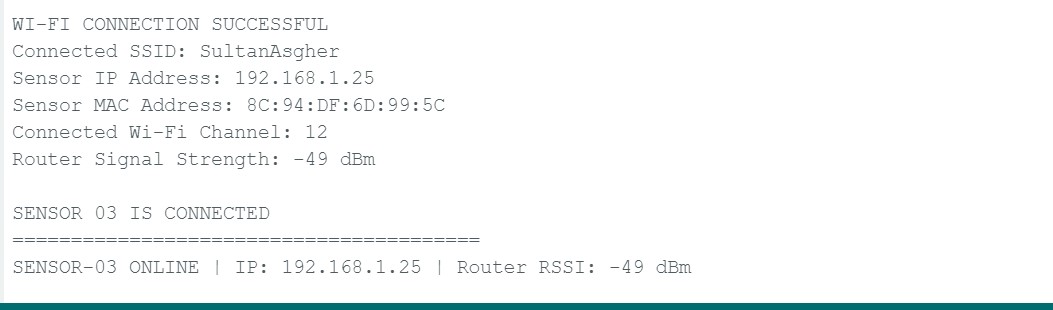 WI-FI CONNECTION SUCCESSFUL
Connected SSID: SultanAsgher
Sensor IP Address: 192.168.1.25
Sensor MAC Address: 8C:94:DF:6D:99:5C
Connected Wi-Fi Channel: 12
Router Signal Strength: -49 dBm
SENSOR 03 IS CONNECTED
========================================
SENSOR-03 ONLINE | IP: 192.168.1.25 | Router RSSI: -49 dBm